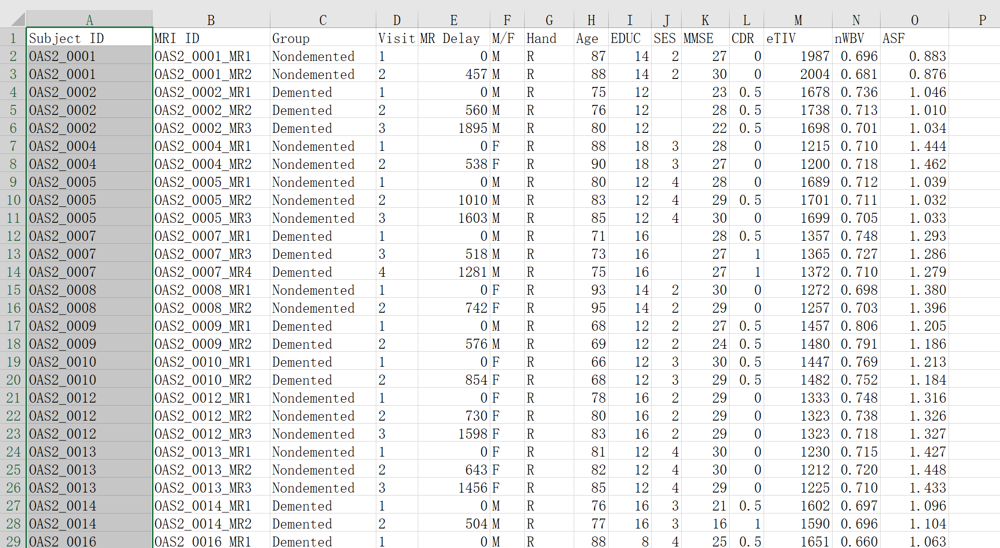 A B C D E F G H I J K L M N O P
1 Subject ID MRI ID Group Visit MR Delay M/F Hand Age EDUC SES MMSE CDR eTIV nWBV ASF
2 OAS2_0001 OAS2_0001_MR1 Nondemented 1 0 M R 87 14 2 27 0 1987 0.696 0.883
3 OAS2_0001 OAS2_0001_MR2 Nondemented 2 457 M R 88 14 2 30 0 2004 0.681 0.876
4 OAS2_0002 OAS2_0002_MR1 Demented 1 0 M R 75 12 23 0.5 1678 0.736 1.046
5 OAS2_0002 OAS2_0002_MR2 Demented 2 560 M R 76 12 28 0.5 1738 0.713 1.010
6 OAS2_0002 OAS2_0002_MR3 Demented 3 1895 M R 80 12 22 0.5 1698 0.701 1.034
7 OAS2_0004 OAS2_0004_MR1 Nondemented 1 0 F R 88 18 3 28 0 1215 0.710 1.444
8 OAS2_0004 OAS2_0004_MR2 Nondemented 2 538 F R 90 18 3 27 0 1200 0.718 1.462
9 OAS2_0005 OAS2_0005_MR1 Nondemented 1 0 M R 80 12 4 28 0 1689 0.712 1.039
10 OAS2_0005 OAS2_0005_MR2 Nondemented 2 1010 M R 83 12 4 29 0.5 1701 0.711 1.032
11 OAS2_0005 OAS2_0005_MR3 Nondemented 3 1603 M R 85 12 4 30 0 1699 0.705 1.033
12 OAS2_0007 OAS2_0007_MR1 Demented 1 0 M R 71 16 28 0.5 1357 0.748 1.293
13 OAS2_0007 OAS2_0007_MR3 Demented 3 518 M R 73 16 27 1 1365 0.727 1.286
14 OAS2_0007 OAS2_0007_MR4 Demented 4 1281 M R 75 16 27 1 1372 0.710 1.279
15 OAS2_0008 OAS2_0008_MR1 Nondemented 1 0 F R 93 14 2 30 0 1272 0.698 1.380
16 OAS2_0008 OAS2_0008_MR2 Nondemented 2 742 F R 95 14 2 29 0 1257 0.703 1.396
17 OAS2_0009 OAS2_0009_MR1 Demented 1 0 M R 68 12 2 27 0.5 1457 0.806 1.205
18 OAS2_0009 OAS2_0009_MR2 Demented 2 576 M R 69 12 2 24 0.5 1480 0.791 1.186
19 OAS2_0010 OAS2_0010_MR1 Demented 1 0 F R 66 12 3 30 0.5 1447 0.769 1.213
20 OAS2_0010 OAS2_0010_MR2 Demented 2 854 F R 68 12 3 29 0.5 1482 0.752 1.184
21 OAS2_0012 OAS2_0012_MR1 Nondemented 1 0 F R 78 16 2 29 0 1333 0.748 1.316
22 OAS2_0012 OAS2_0012_MR2 Nondemented 2 730 F R 80 16 2 29 0 1323 0.738 1.326
23 OAS2_0012 OAS2_0012_MR3 Nondemented 3 1598 F R 83 16 2 29 0 1323 0.718 1.327
24 OAS2_0013 OAS2_0013_MR1 Nondemented 1 0 F R 81 12 4 30 0 1230 0.715 1.427
25 OAS2_0013 OAS2_0013_MR2 Nondemented 2 643 F R 82 12 4 30 0 1212 0.720 1.448
26 OAS2_0013 OAS2_0013_MR3 Nondemented 3 1456 F R 85 12 4 29 0 1225 0.710 1.433
27 OAS2_0014 OAS2_0014_MR1 Demented 1 0 M R 76 16 3 21 0.5 1602 0.697 1.096
28 OAS2_0014 OAS2_0014_MR2 Demented 2 504 M R 77 16 3 16 1 1590 0.696 1.104
29 OAS2_0016 OAS2_0016_MR1 Demented 1 0 M R 88 8 4 25 0.5 1651 0.660 1.063